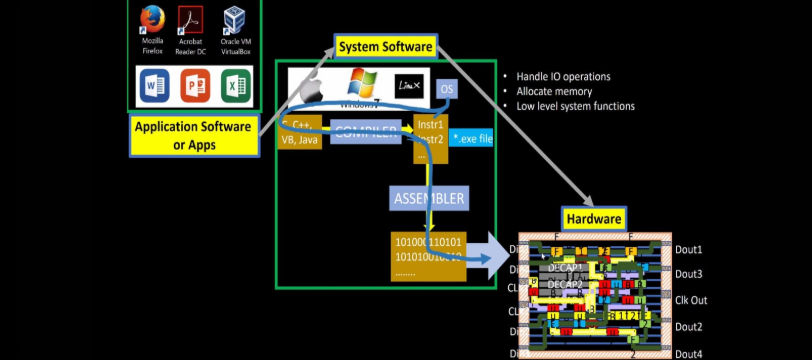 Mozilla
Firefox
Acrobat
Reader DC
Oracle VM
VirtualBox
W
P
X
Application Software
or Apps
System Software
Linux
Windows7
OS
C, C++,
VB, Java
COMPILER
Instr1
Instr2
...
*.exe file
ASSEMBLER
101000110101
101010010010
........
Handle IO operations
Allocate memory
Low level system functions
Hardware
DECAP1
DECAP2
Dout1
Dout3
Clk Out
Dout2
Dout4